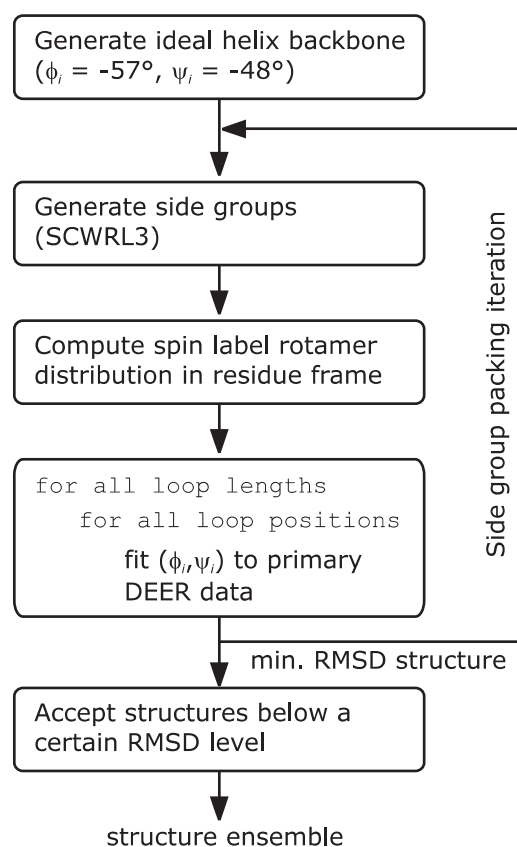 Generate ideal helix backbone
(ϕi = -57°, ψi = -48°)
Generate side groups
(SCWRL3)
Compute spin label rotamer
distribution in residue frame
for all loop lengths
for all loop positions
fit (ϕi,ψi) to primary
DEER data
Side group packing iteration
min. RMSD structure
Accept structures below a
certain RMSD level
structure ensemble